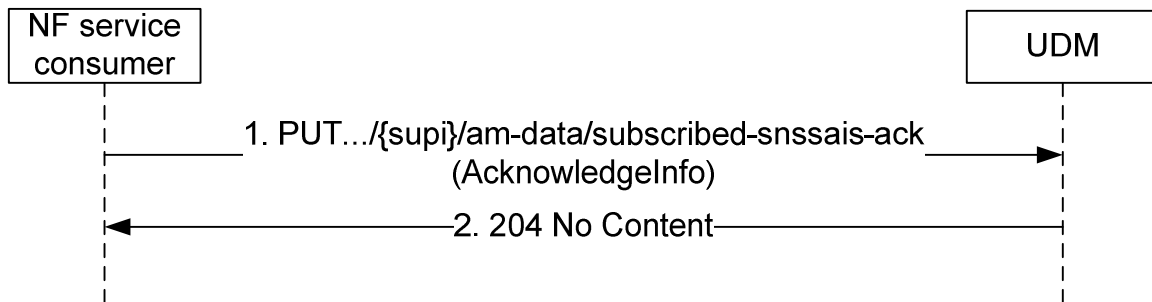 NF service
consumer
UDM
1. PUT.../{supi}/am-data/subscribed-snssais-ack
(AcknowledgeInfo)
2. 204 No Content